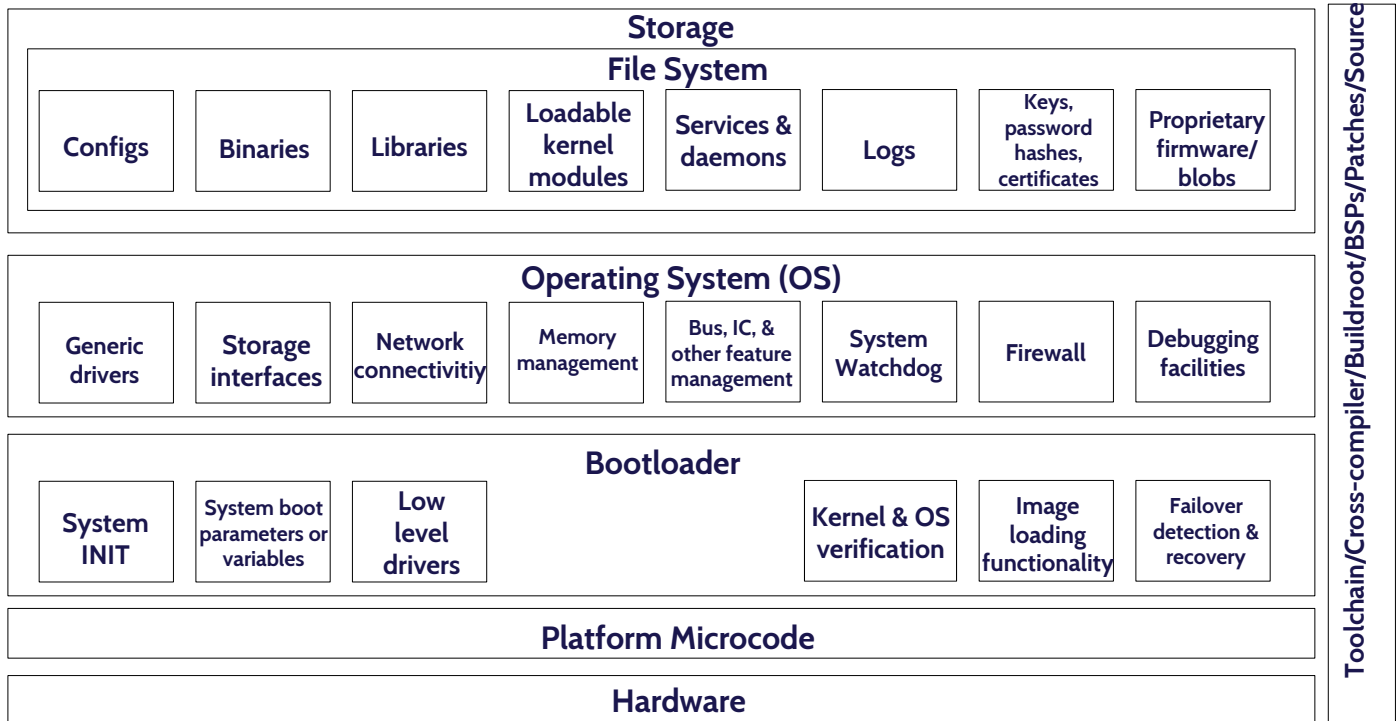 Storage
File System
Configs
Binaries
Libraries
Loadable
kernel
modules
Services &
daemons
Logs
Keys,
password
hashes,
certificates
Proprietary
firmware/
blobs
Operating System (OS)
Generic
drivers
Storage
interfaces
Network
connectivitiy
Memory
management
Bus, IC, &
other feature
management
System
Watchdog
Firewall
Debugging
facilities
Bootloader
System
INIT
System boot
parameters or
variables
Low
level
drivers
Kernel & OS
verification
Image
loading
functionality
Failover
detection &
recovery
Platform Microcode
Hardware
Toolchain/Cross-compiler/Buildroot/BSPs/Patches/Source